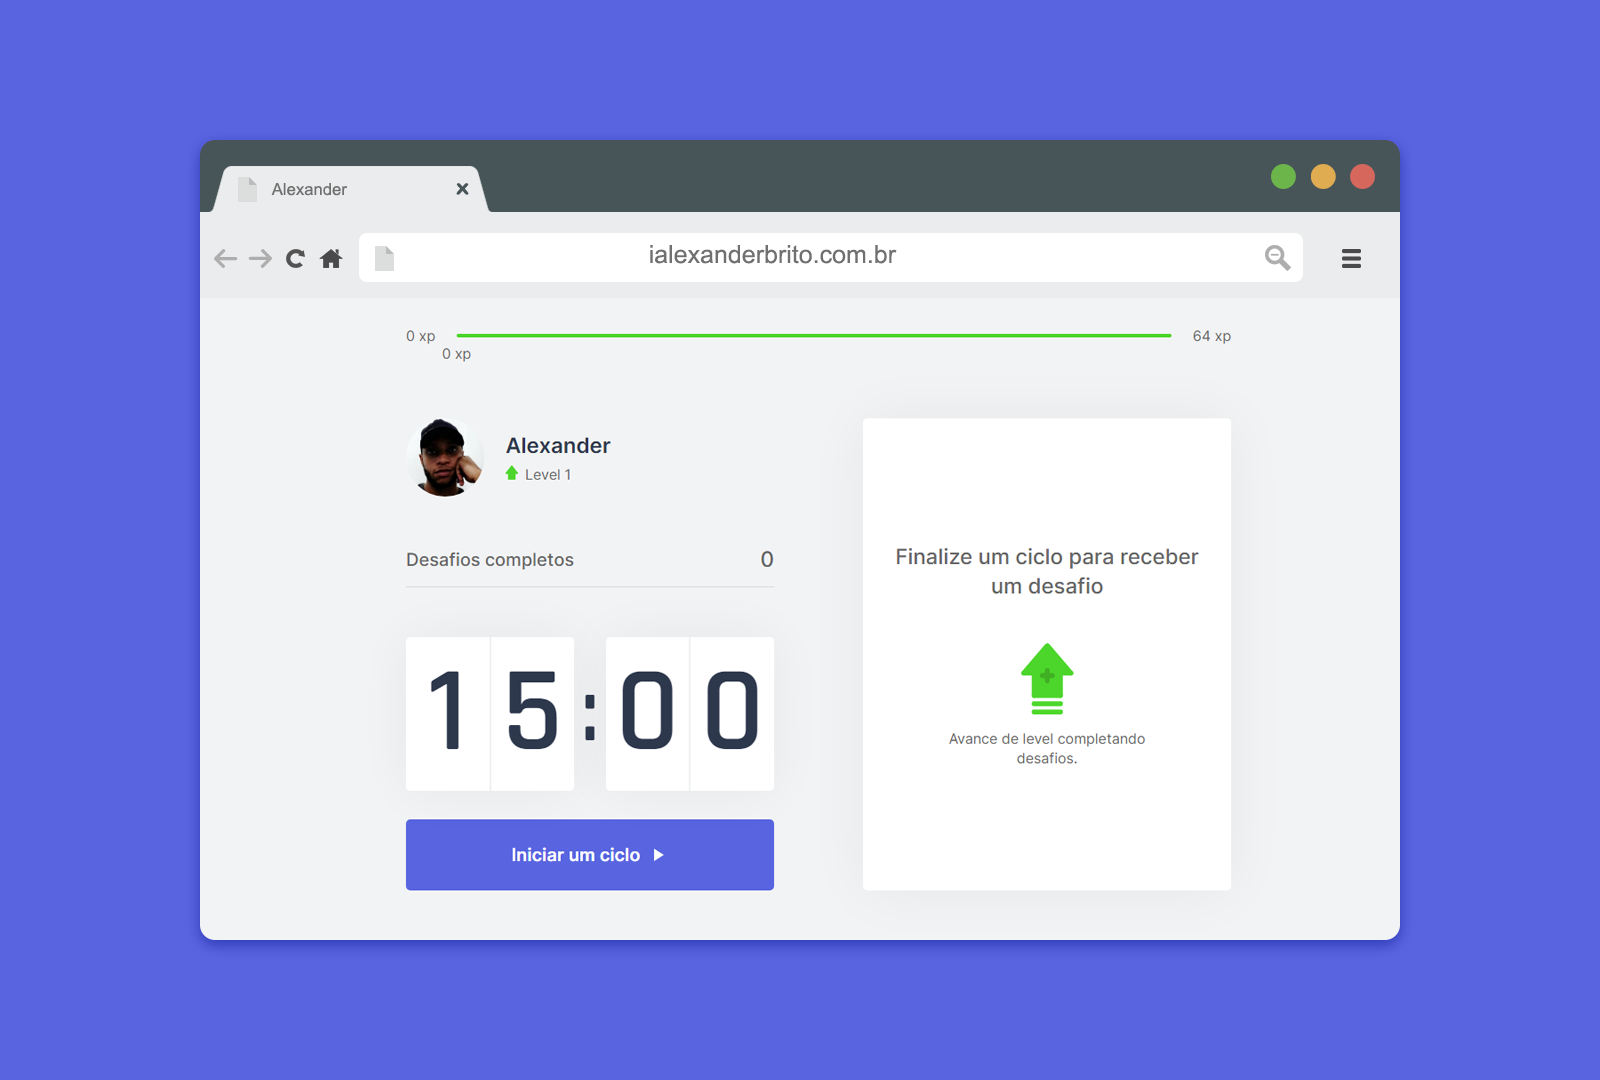 Alexander
ialexanderbrito.com.br
0 xp
64 xp
0 xp
Alexander
Level 1
Desafios completos
0
15:00
Iniciar um ciclo
Finalize um ciclo para receber
um desafio
Avance de level completando
desafios.